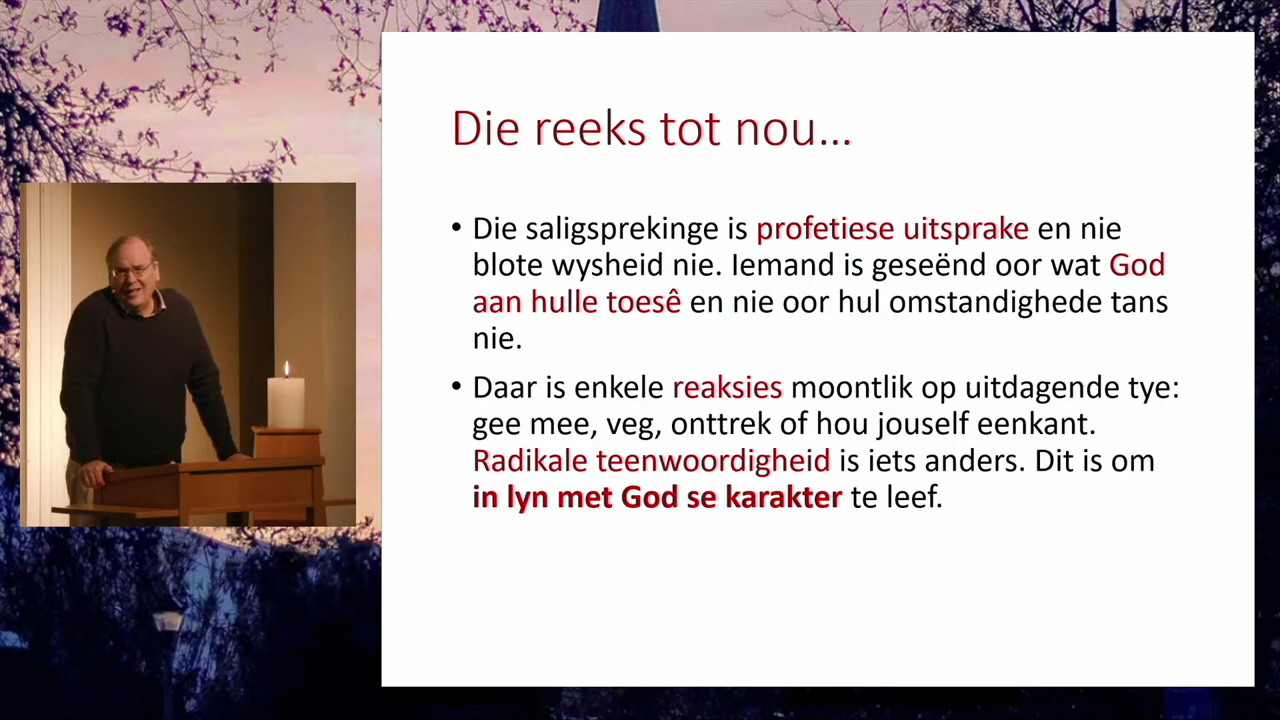 Die reeks tot nou...
• Die saligsprekinge is profetiese uitsprake en nie
blote wysheid nie. Iemand is geseënd oor wat God
aan hulle toesê en nie oor hul omstandighede tans
nie.
• Daar is enkele reaksies moontlik op uitdagende tye:
gee mee, veg, onttrek of hou jouself eenkant.
Radikale teenwoordigheid is iets anders. Dit is om
in lyn met God se karakter te leef.